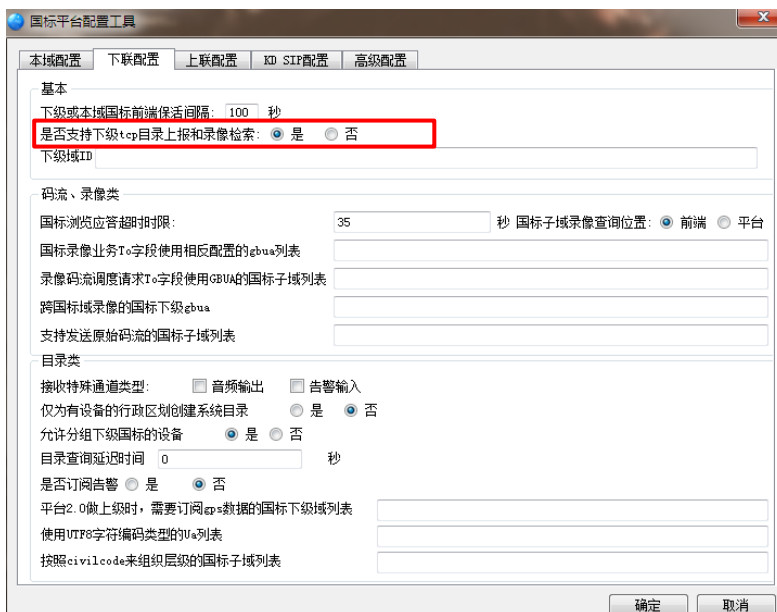 国标平台配置工具
本域配置 下联配置 上联配置 KD SIP配置 高级配置
基本
下级或本域国标前端保活间隔: 100 秒
是否支持下级tcp目录上报和录像检索: 是 否
下级域ID
码流、录像类
国标浏览应答超时时限: 35 秒 国标子域录像查询位置: 前端 平台
国标录像业务To字段使用相反配置的gbua列表
录像码流调度请求To字段使用GBUA的国标子域列表
跨国标域录像的国标下级gbua
支持发送原始码流的国标子域列表
目录类
接收特殊通道类型: 音频输出 告警输入
仅为有设备的行政区划创建系统目录 是 否
允许分组下级国标的设备 是 否
目录查询延迟时间 0 秒
是否订阅告警 是 否
平台2.0做上级时，需要订阅gps数据的国标下级域列表
使用UTF8字符编码类型的Ua列表
按照civilcode来组织层级的国标子域列表
确定 取消